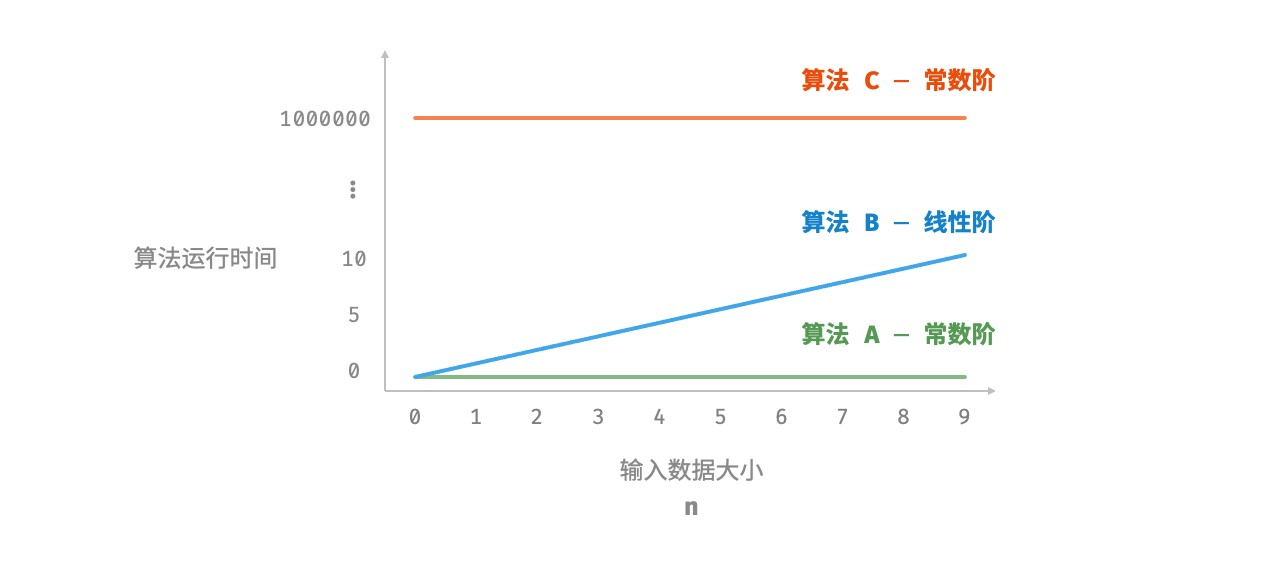 算法 C — 常数阶
1000000
⋮
算法 B — 线性阶
算法运行时间
10
5
算法 A — 常数阶
0
0 1 2 3 4 5 6 7 8 9
输入数据大小
n